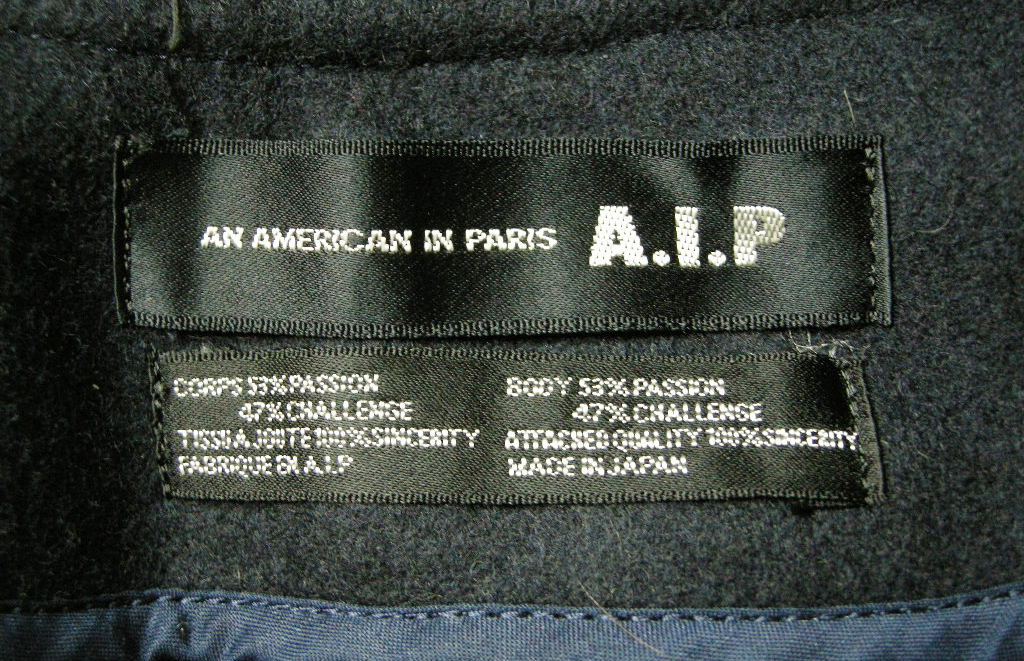 AN AMERICAN IN PARIS A.I.P
CORPS 53% PASSION
47% CHALLENGE
TISSU AJOUTE 100% SINCERITY
FABRIQUE EN A.I.P
BODY 53% PASSION
47% CHALLENGE
ATTACHED QUALITY 100% SINCERITY
MADE IN JAPAN